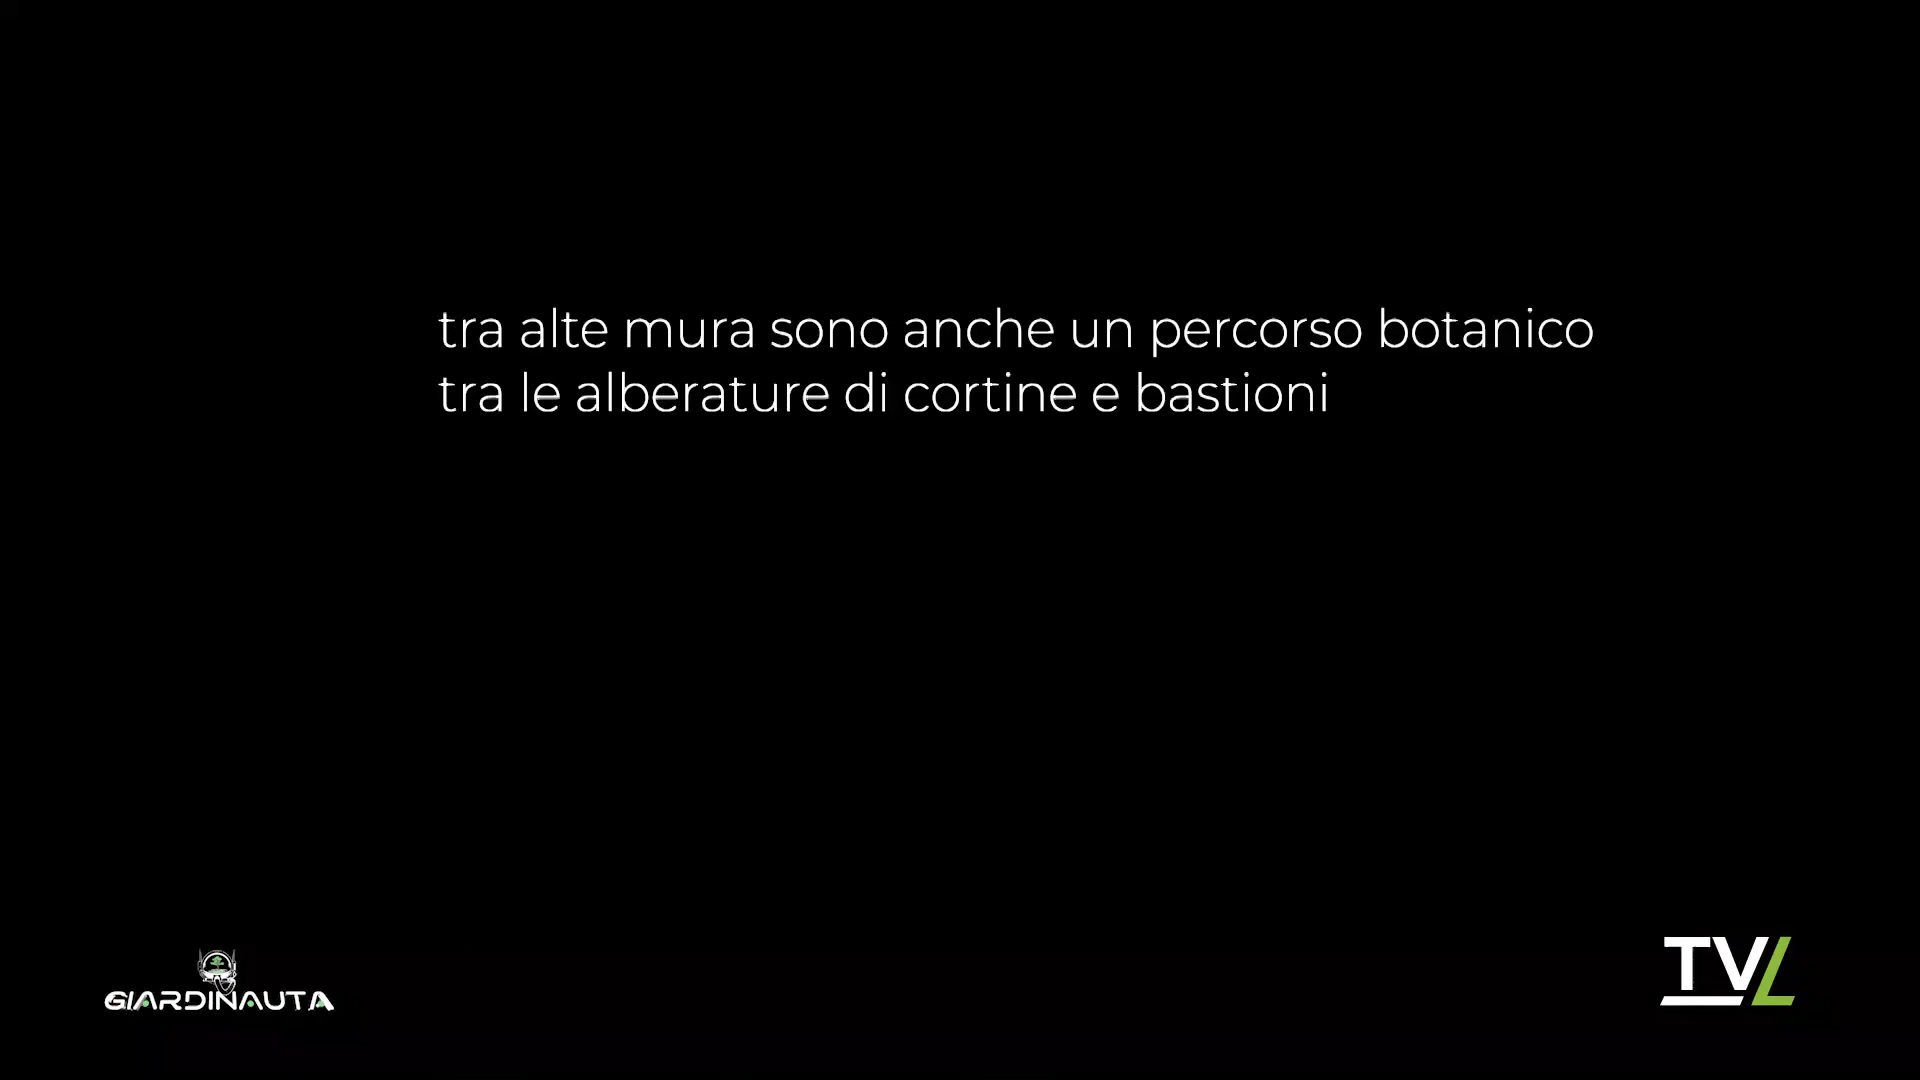 tra alte mura sono anche un percorso botanico
tra le alberature di cortine e bastioni
GIARDINAUTA
TVL